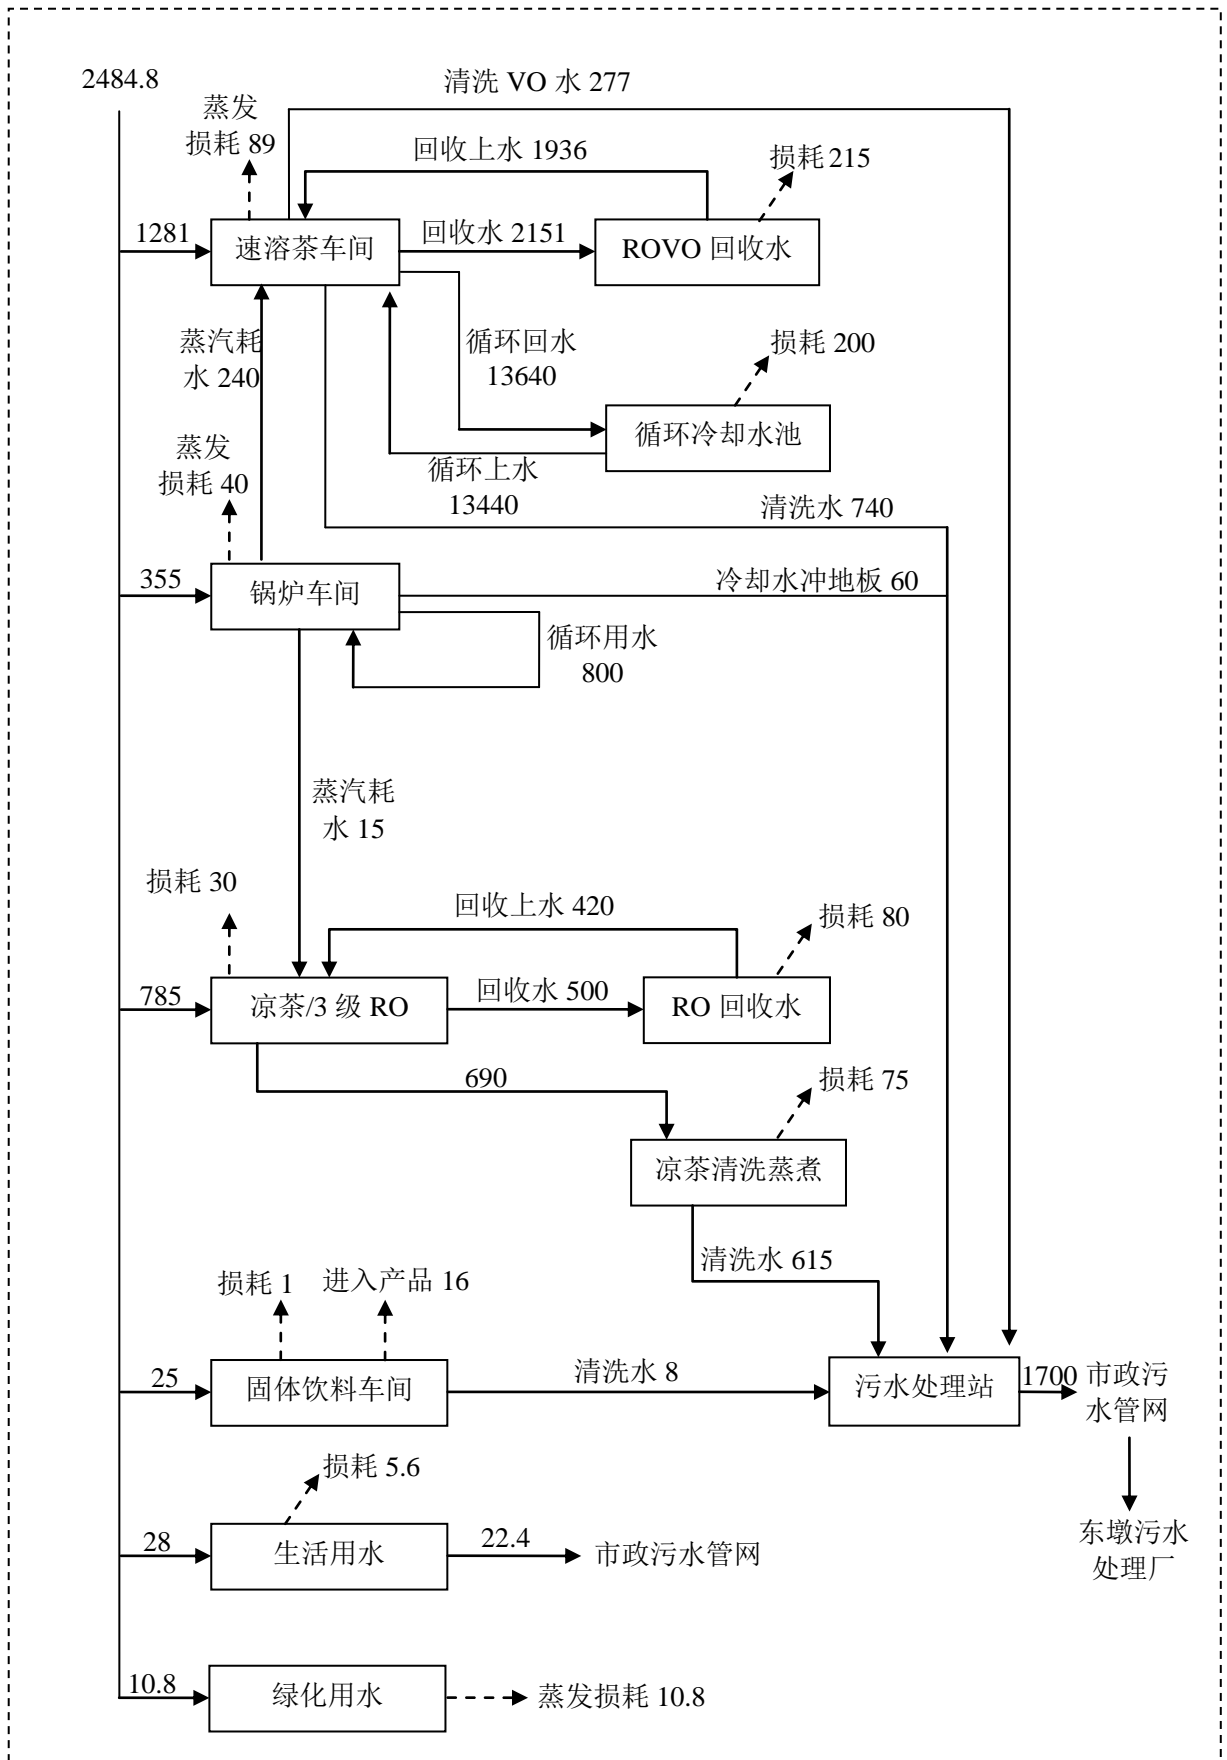 2484.8
清洗 VO 水 277
蒸发
损耗 89
回收上水 1936
损耗 215
1281
速溶茶车间
回收水 2151
ROVO 回收水
蒸汽耗
水 240
循环回水
13640
损耗 200
循环冷却水池
蒸发
损耗 40
循环上水
13440
清洗水 740
355
锅炉车间
冷却水冲地板 60
循环用水
800
蒸汽耗
水 15
损耗 30
回收上水 420
损耗 80
785
凉茶/3 级 RO
回收水 500
RO 回收水
690
损耗 75
凉茶清洗蒸煮
清洗水 615
损耗 1
进入产品 16
25
固体饮料车间
清洗水 8
污水处理站
1700
市政污
水管网
损耗 5.6
28
生活用水
22.4
市政污水管网
东墩污水
处理厂
10.8
绿化用水
蒸发损耗 10.8